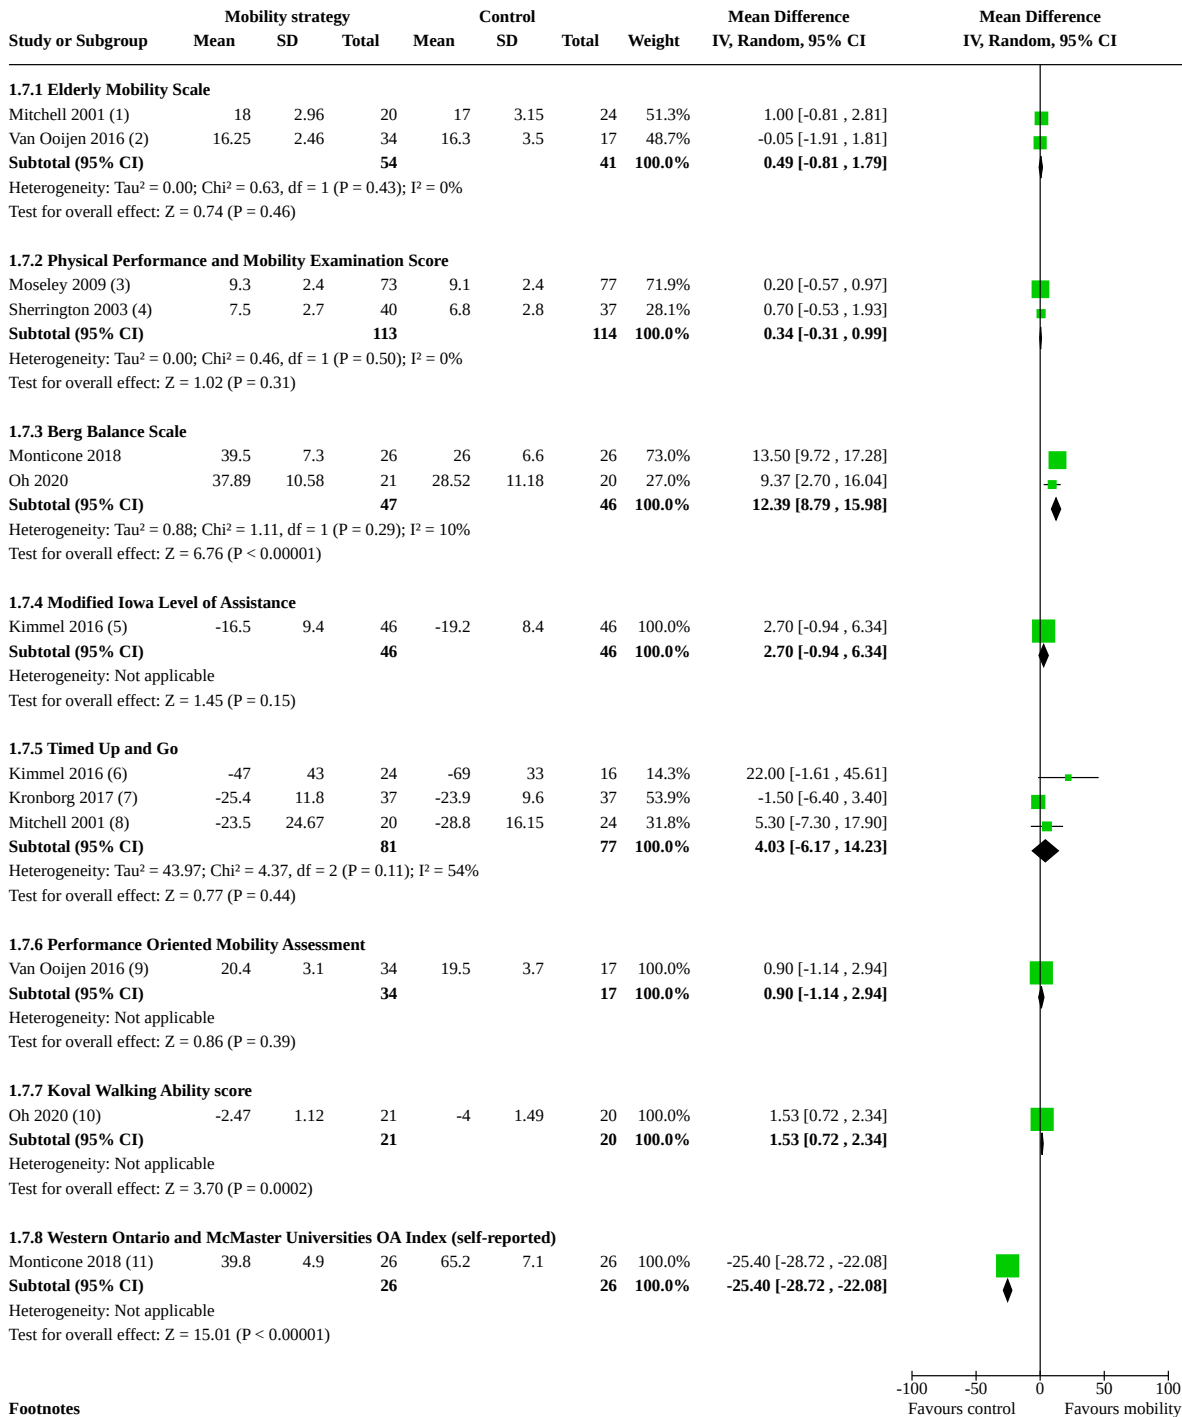 Mobility strategy Control Mean Difference Mean Difference
Study or Subgroup Mean SD Total Mean SD Total Weight IV, Random, 95% CI IV, Random, 95% CI
1.7.1 Elderly Mobility Scale
Mitchell 2001 (1) 18 2.96 20 17 3.15 24 51.3% 1.00 [-0.81 , 2.81]
Van Ooijen 2016 (2) 16.25 2.46 34 16.3 3.5 17 48.7% -0.05 [-1.91 , 1.81]
Subtotal (95% CI) 54 41 100.0% 0.49 [-0.81 , 1.79]
Heterogeneity: Tau² = 0.00; Chi² = 0.63, df = 1 (P = 0.43); I² = 0%
Test for overall effect: Z = 0.74 (P = 0.46)
1.7.2 Physical Performance and Mobility Examination Score
Moseley 2009 (3) 9.3 2.4 73 9.1 2.4 77 71.9% 0.20 [-0.57 , 0.97]
Sherrington 2003 (4) 7.5 2.7 40 6.8 2.8 37 28.1% 0.70 [-0.53 , 1.93]
Subtotal (95% CI) 113 114 100.0% 0.34 [-0.31 , 0.99]
Heterogeneity: Tau² = 0.00; Chi² = 0.46, df = 1 (P = 0.50); I² = 0%
Test for overall effect: Z = 1.02 (P = 0.31)
1.7.3 Berg Balance Scale
Monticone 2018 39.5 7.3 26 26 6.6 26 73.0% 13.50 [9.72 , 17.28]
Oh 2020 37.89 10.58 21 28.52 11.18 20 27.0% 9.37 [2.70 , 16.04]
Subtotal (95% CI) 47 46 100.0% 12.39 [8.79 , 15.98]
Heterogeneity: Tau² = 0.88; Chi² = 1.11, df = 1 (P = 0.29); I² = 10%
Test for overall effect: Z = 6.76 (P < 0.00001)
1.7.4 Modified Iowa Level of Assistance
Kimmel 2016 (5) -16.5 9.4 46 -19.2 8.4 46 100.0% 2.70 [-0.94 , 6.34]
Subtotal (95% CI) 46 46 100.0% 2.70 [-0.94 , 6.34]
Heterogeneity: Not applicable
Test for overall effect: Z = 1.45 (P = 0.15)
1.7.5 Timed Up and Go
Kimmel 2016 (6) -47 43 24 -69 33 16 14.3% 22.00 [-1.61 , 45.61]
Kronborg 2017 (7) -25.4 11.8 37 -23.9 9.6 37 53.9% -1.50 [-6.40 , 3.40]
Mitchell 2001 (8) -23.5 24.67 20 -28.8 16.15 24 31.8% 5.30 [-7.30 , 17.90]
Subtotal (95% CI) 81 77 100.0% 4.03 [-6.17 , 14.23]
Heterogeneity: Tau² = 43.97; Chi² = 4.37, df = 2 (P = 0.11); I² = 54%
Test for overall effect: Z = 0.77 (P = 0.44)
1.7.6 Performance Oriented Mobility Assessment
Van Ooijen 2016 (9) 20.4 3.1 34 19.5 3.7 17 100.0% 0.90 [-1.14 , 2.94]
Subtotal (95% CI) 34 17 100.0% 0.90 [-1.14 , 2.94]
Heterogeneity: Not applicable
Test for overall effect: Z = 0.86 (P = 0.39)
1.7.7 Koval Walking Ability score
Oh 2020 (10) -2.47 1.12 21 -4 1.49 20 100.0% 1.53 [0.72 , 2.34]
Subtotal (95% CI) 21 20 100.0% 1.53 [0.72 , 2.34]
Heterogeneity: Not applicable
Test for overall effect: Z = 3.70 (P = 0.0002)
1.7.8 Western Ontario and McMaster Universities OA Index (self-reported)
Monticone 2018 (11) 39.8 4.9 26 65.2 7.1 26 100.0% -25.40 [-28.72 , -22.08]
Subtotal (95% CI) 26 26 100.0% -25.40 [-28.72 , -22.08]
Heterogeneity: Not applicable
Test for overall effect: Z = 15.01 (P < 0.00001)
-100 -50 0 50 100
Footnotes Favours control Favours mobility